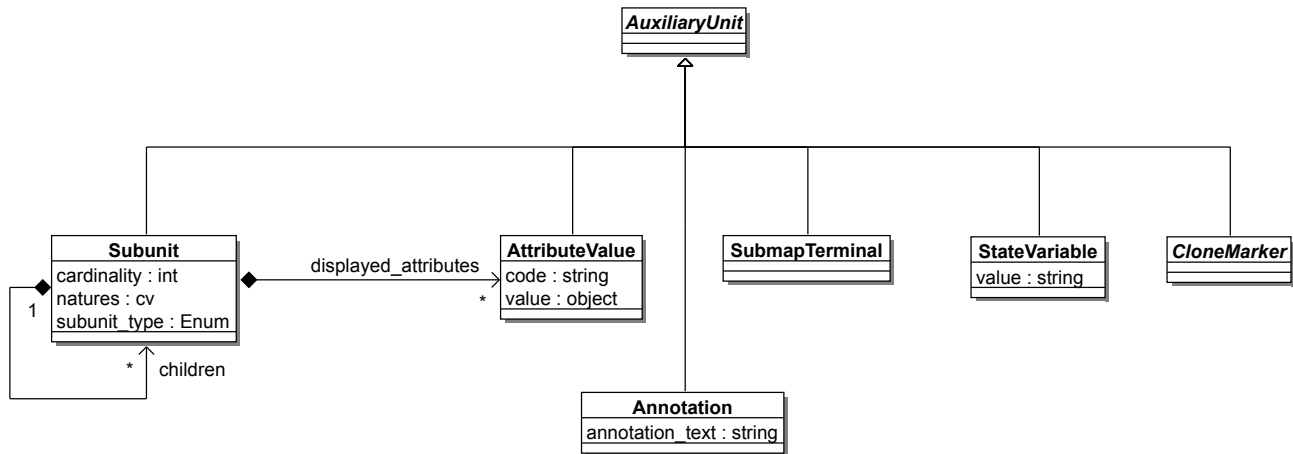 AuxiliaryUnit
Subunit
cardinality : int
natures : cv
subunit_type : Enum
1
*
children
displayed_attributes
*
AttributeValue
code : string
value : object
SubmapTerminal
StateVariable
value : string
CloneMarker
Annotation
annotation_text : string